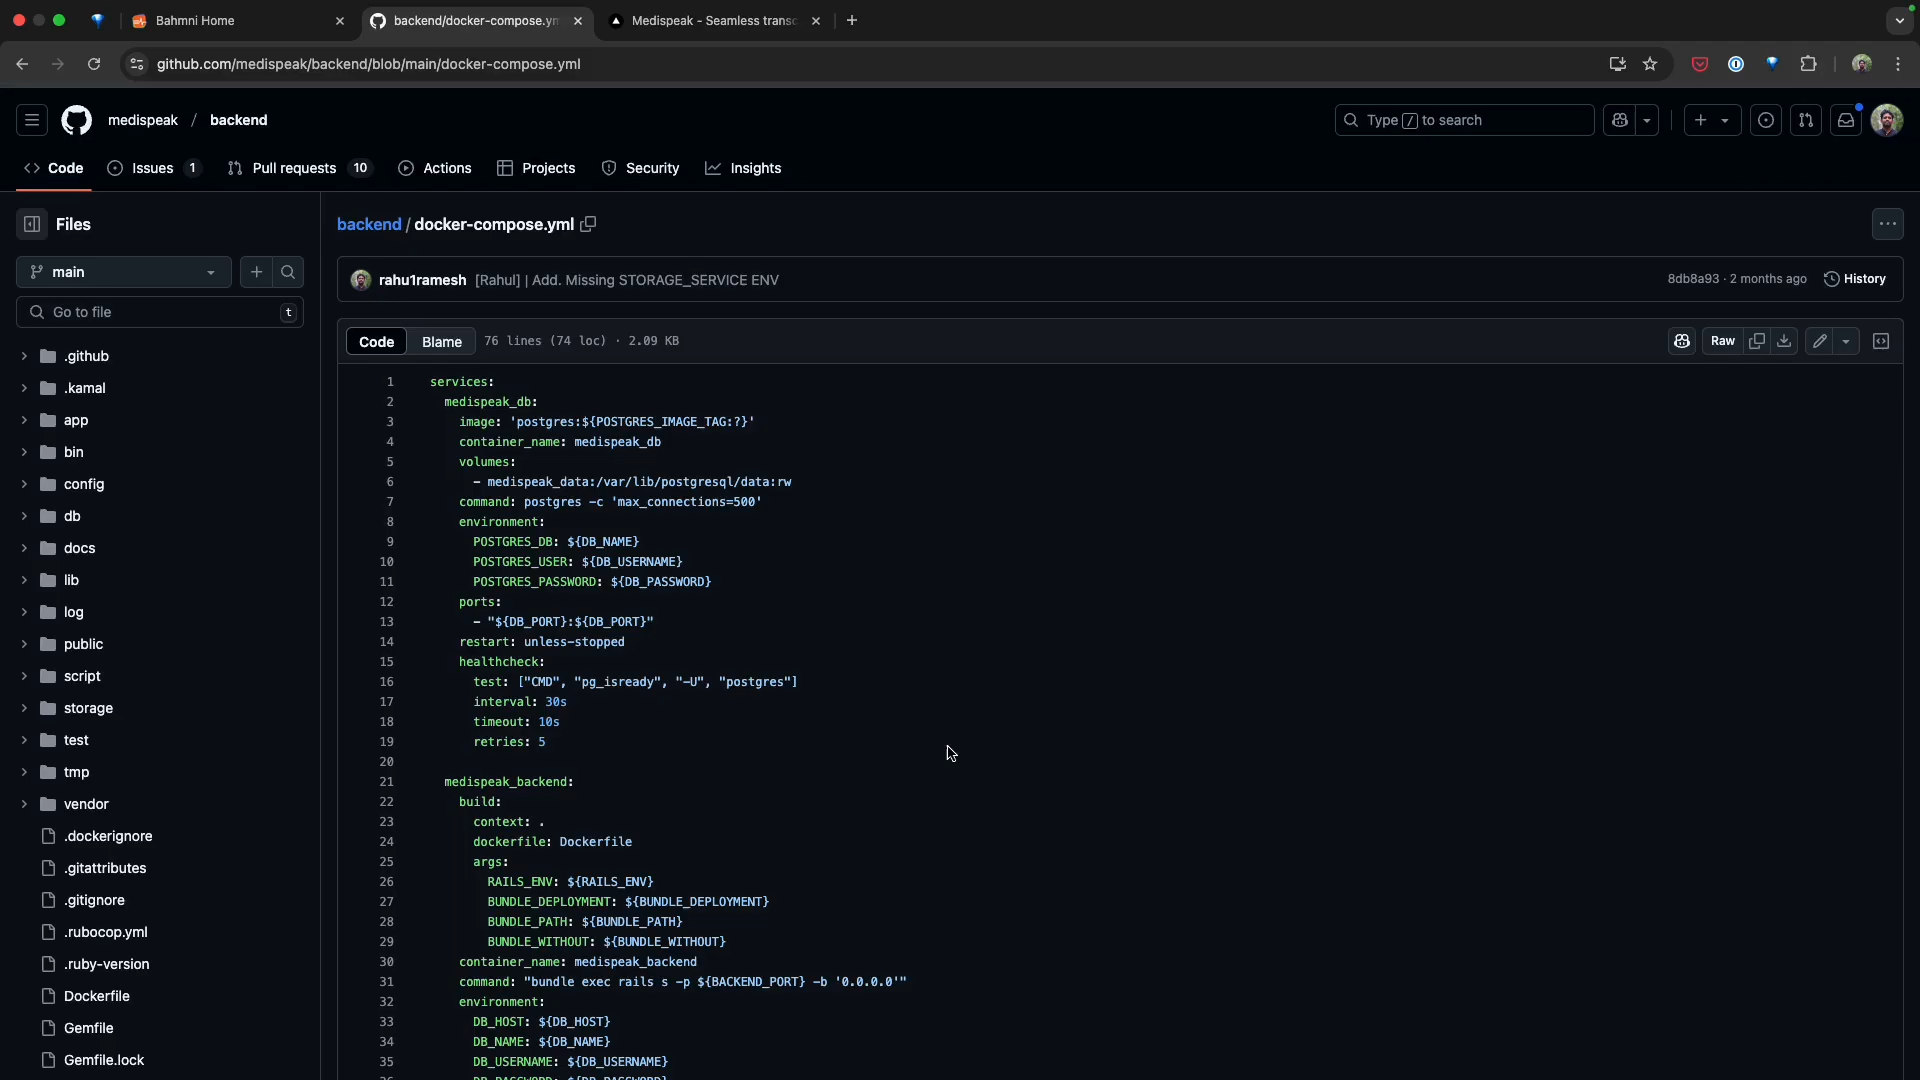 Bahmni Home
backend/docker-compose.ym
Medispeak - Seamless transc
github.com/medispeak/backend/blob/main/docker-compose.yml
medispeak / backend
Type / to search
Code
Issues 1
Pull requests 10
Actions
Projects
Security
Insights
Files
main
Go to file
t
.github
.kamal
app
bin
config
db
docs
lib
log
public
script
storage
test
tmp
vendor
.dockerignore
.gitattributes
.gitignore
.rubocop.yml
.ruby-version
Dockerfile
Gemfile
Gemfile.lock
backend / docker-compose.yml
rahu1ramesh [Rahul] | Add. Missing STORAGE_SERVICE ENV
8db8a93 · 2 months ago
History
Code
Blame
76 lines (74 loc) · 2.09 KB
Raw
1 services:
2 medispeak_db:
3 image: 'postgres:${POSTGRES_IMAGE_TAG:?}'
4 container_name: medispeak_db
5 volumes:
6 - medispeak_data:/var/lib/postgresql/data:rw
7 command: postgres -c 'max_connections=500'
8 environment:
9 POSTGRES_DB: ${DB_NAME}
10 POSTGRES_USER: ${DB_USERNAME}
11 POSTGRES_PASSWORD: ${DB_PASSWORD}
12 ports:
13 - "${DB_PORT}:${DB_PORT}"
14 restart: unless-stopped
15 healthcheck:
16 test: ["CMD", "pg_isready", "-U", "postgres"]
17 interval: 30s
18 timeout: 10s
19 retries: 5
20
21 medispeak_backend:
22 build:
23 context: .
24 dockerfile: Dockerfile
25 args:
26 RAILS_ENV: ${RAILS_ENV}
27 BUNDLE_DEPLOYMENT: ${BUNDLE_DEPLOYMENT}
28 BUNDLE_PATH: ${BUNDLE_PATH}
29 BUNDLE_WITHOUT: ${BUNDLE_WITHOUT}
30 container_name: medispeak_backend
31 command: "bundle exec rails s -p ${BACKEND_PORT} -b '0.0.0.0'"
32 environment:
33 DB_HOST: ${DB_HOST}
34 DB_NAME: ${DB_NAME}
35 DB_USERNAME: ${DB_USERNAME}